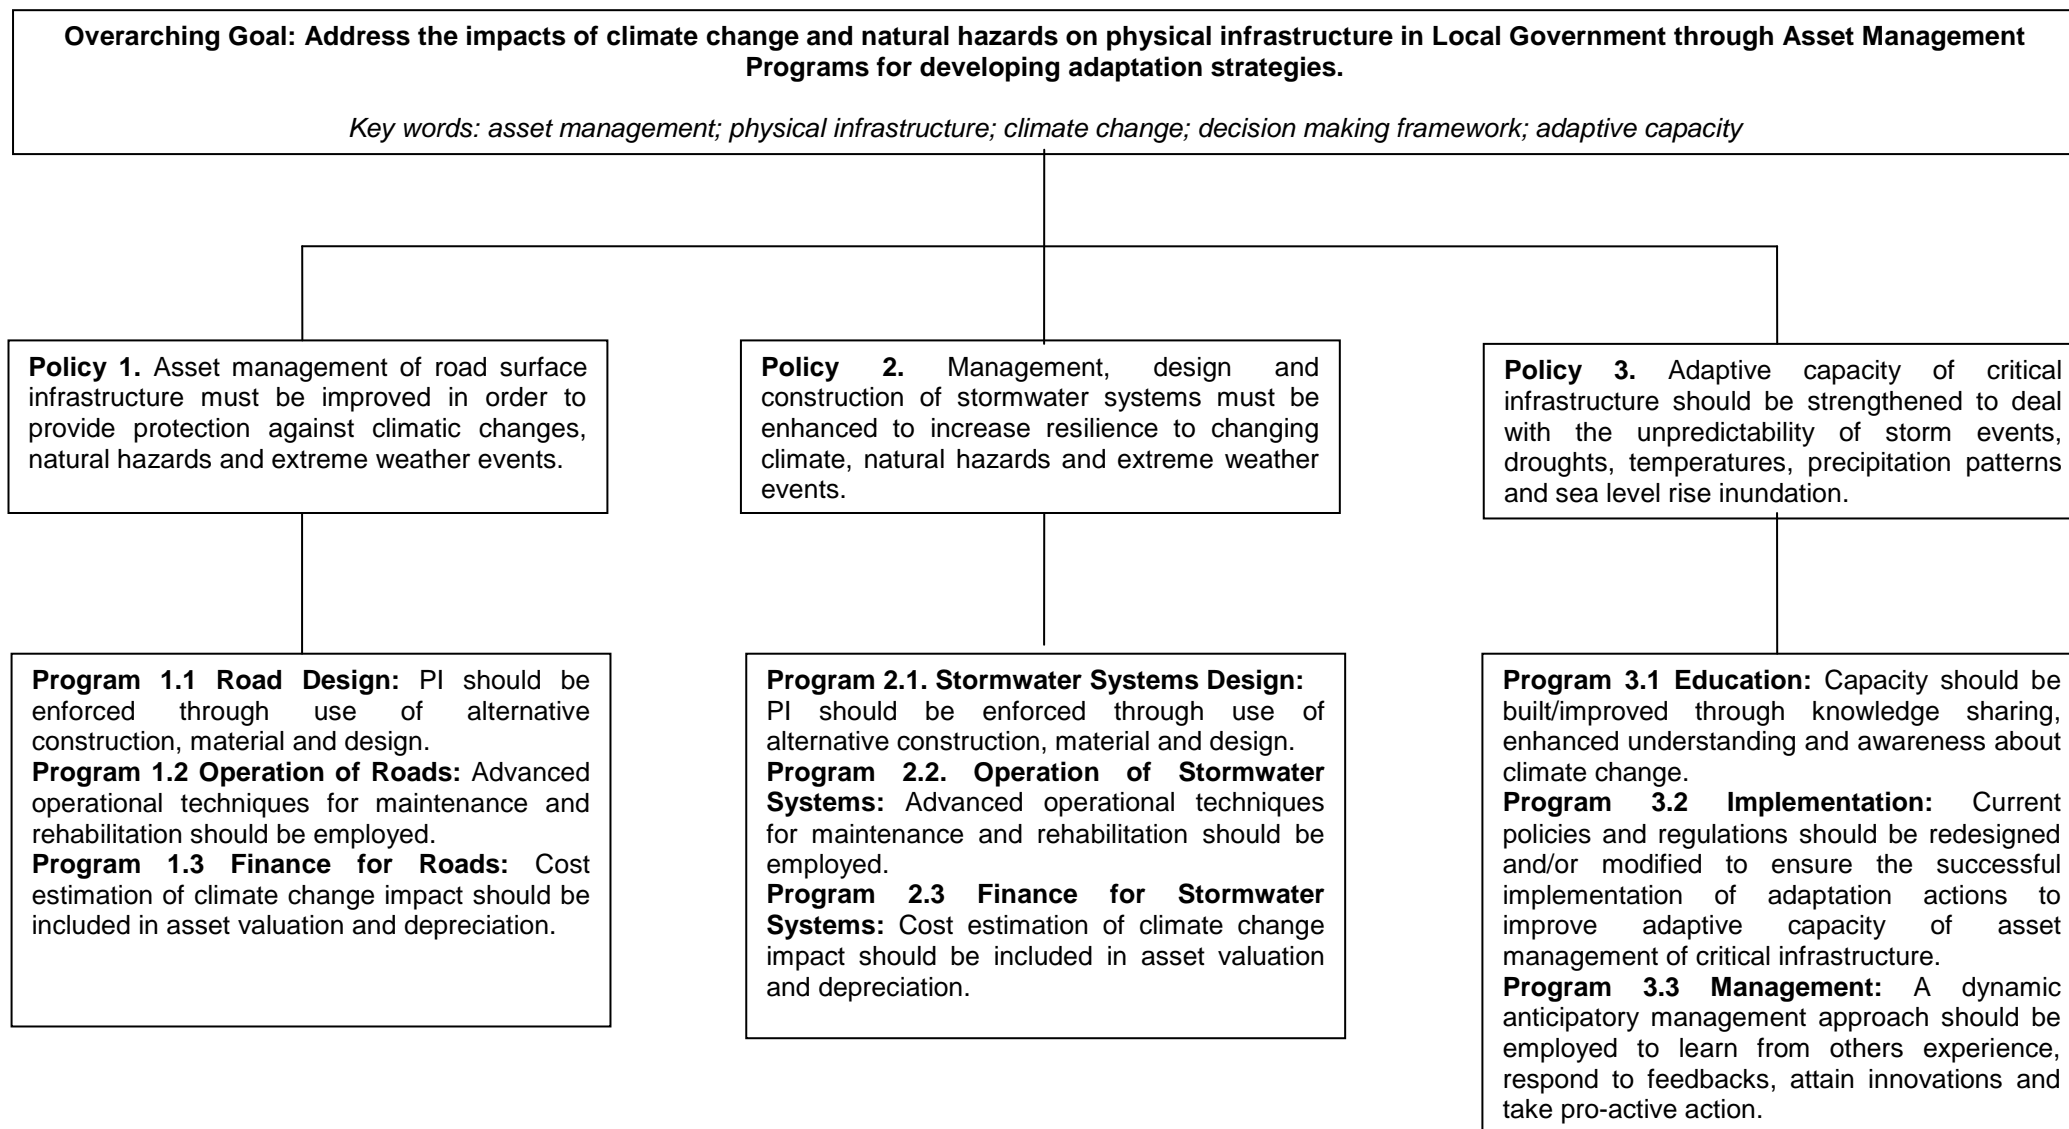 Overarching Goal: Address the impacts of climate change and natural hazards on physical infrastructure in Local Government through Asset Management
Programs for developing adaptation strategies.
Key words: asset management; physical infrastructure; climate change; decision making framework; adaptive capacity
Policy 1. Asset management of road surface
infrastructure must be improved in order to
provide protection against climatic changes,
natural hazards and extreme weather events.
Policy 2. Management, design and
construction of stormwater systems must be
enhanced to increase resilience to changing
climate, natural hazards and extreme weather
events.
Policy 3. Adaptive capacity of critical
infrastructure should be strengthened to deal
with the unpredictability of storm events,
droughts, temperatures, precipitation patterns
and sea level rise inundation.
Program 1.1 Road Design: PI should be
enforced through use of alternative
construction, material and design.
Program 1.2 Operation of Roads: Advanced
operational techniques for maintenance and
rehabilitation should be employed.
Program 1.3 Finance for Roads: Cost
estimation of climate change impact should be
included in asset valuation and depreciation.
Program 2.1. Stormwater Systems Design:
PI should be enforced through use of
alternative construction, material and design.
Program 2.2. Operation of Stormwater
Systems: Advanced operational techniques
for maintenance and rehabilitation should be
employed.
Program 2.3 Finance for Stormwater
Systems: Cost estimation of climate change
impact should be included in asset valuation
and depreciation.
Program 3.1 Education: Capacity should be
built/improved through knowledge sharing,
enhanced understanding and awareness about
climate change.
Program 3.2 Implementation: Current
policies and regulations should be redesigned
and/or modified to ensure the successful
implementation of adaptation actions to
improve adaptive capacity of asset
management of critical infrastructure.
Program 3.3 Management: A dynamic
anticipatory management approach should be
employed to learn from others experience,
respond to feedbacks, attain innovations and
take pro-active action.